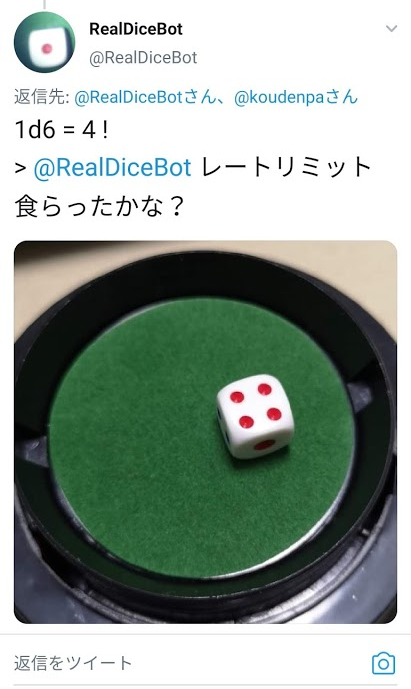 RealDiceBot
@RealDiceBot
返信先: @RealDiceBotさん、@koudenpaさん
1d6 = 4 !
> @RealDiceBot レートリミット
食らったかな？
返信をツイート